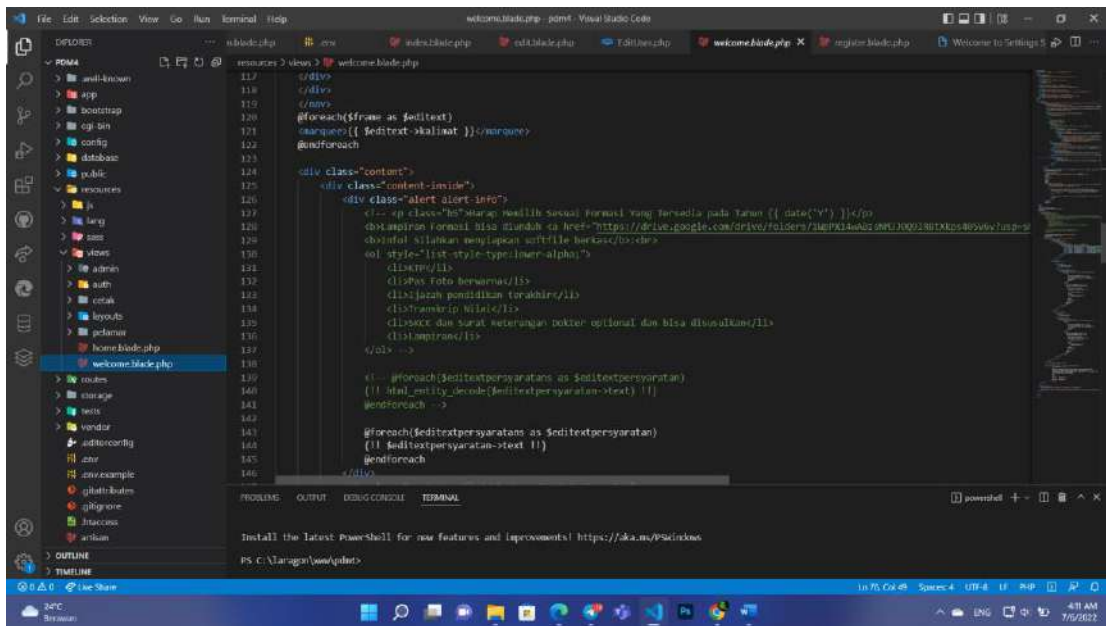 File Edit Selection View Go Run Terminal Help
welcome.blade.php - pdm4 - Visual Studio Code
EXPLORER
.env
index.blade.php
edit.blade.php
welcome.blade.php
register.blade.php
Welcome to Settings S
PDM4
resources > views > welcome.blade.php
.well-known
app
bootstrap
cgi-bin
config
database
public
resources
js
lang
sass
views
admin
auth
cetak
layouts
pelamar
home.blade.php
welcome.blade.php
routes
storage
tests
vendor
.editorconfig
.env
.env.example
.gitattributes
.gitignore
.htaccess
artisan
OUTLINE
TIMELINE
117 </div>
118 </div>
119 </nav>
120 @foreach($frame as $editext)
121 <marquee>{{ $editext->kalimat }}</marquee>
122 @endforeach
123
124 <div class="content">
125 <div class="content-inside">
126 <div class="alert alert-info">
127 <!-- <p class="h5">Harap Memilih Sesuai Formasi Yang Tersedia pada Tahun {{ date('Y') }}</p>
128 <b>Lampiran Formasi bisa diunduh <a href="https://drive.google.com/drive/folders/
129 <b>Info! Silahkan menyiapkan softfile berkas</b><br>
130 <ol style="list-style-type:lower-alpha;">
131 <li>KTP</li>
132 <li>Pas Foto berwarna</li>
133 <li>Ijazah pendidikan terakhir</li>
134 <li>Transkrip Nilai</li>
135 <li>SKCK dan Surat Keterangan Dokter optional dan bisa disusulkan</li>
136 <li>Lampiran</li>
137 </ol> -->
138
139 <!-- @foreach($editextpersyaratans as $editextpersyaratan)
140 {!! html_entity_decode($editextpersyaratan->text) !!}
141 @endforeach -->
142
143 @foreach($editextpersyaratans as $editextpersyaratan)
144 {!! $editextpersyaratan->text !!}
145 @endforeach
146 </div>
PROBLEMS OUTPUT DEBUG CONSOLE TERMINAL
powershell
Install the latest PowerShell for new features and improvements! https://aka.ms/PSWindows
PS C:\laragon\www\pdm4>
0 0 Live Share
Spaces: 4 UTF-8 LF PHP
24°C
Berawan
ENG
4:11 AM
7/6/2022